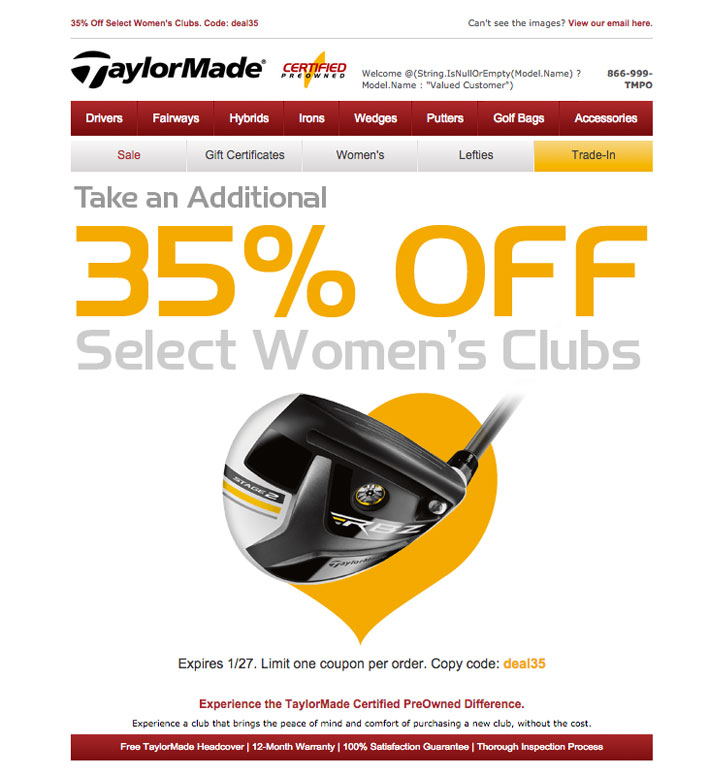 35% Off Select Women's Clubs. Code: deal35
Can't see the images? View our email here.
TaylorMade®
CERTIFIED
PREOWNED
Welcome @(String.IsNullOrEmpty(Model.Name) ?
Model.Name : "Valued Customer")
866-999-
TMPO
Drivers Fairways Hybrids Irons Wedges Putters Golf Bags Accessories
Sale Gift Certificates Women's Lefties Trade-In
Take an Additional
35% OFF
Select Women's Clubs
STAGE 2
RBZ
TaylorMade
Expires 1/27. Limit one coupon per order. Copy code: deal35
Experience the TaylorMade Certified PreOwned Difference.
Experience a club that brings the peace of mind and comfort of purchasing a new club, without the cost.
Free TaylorMade Headcover | 12-Month Warranty | 100% Satisfaction Guarantee | Thorough Inspection Process